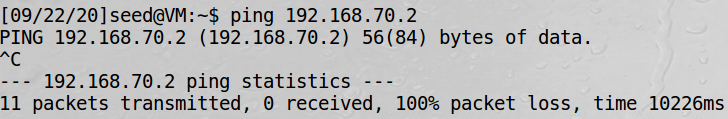 [09/22/20]seed@VM:~$ ping 192.168.70.2
PING 192.168.70.2 (192.168.70.2) 56(84) bytes of data.
^C
--- 192.168.70.2 ping statistics ---
11 packets transmitted, 0 received, 100% packet loss, time 10226ms